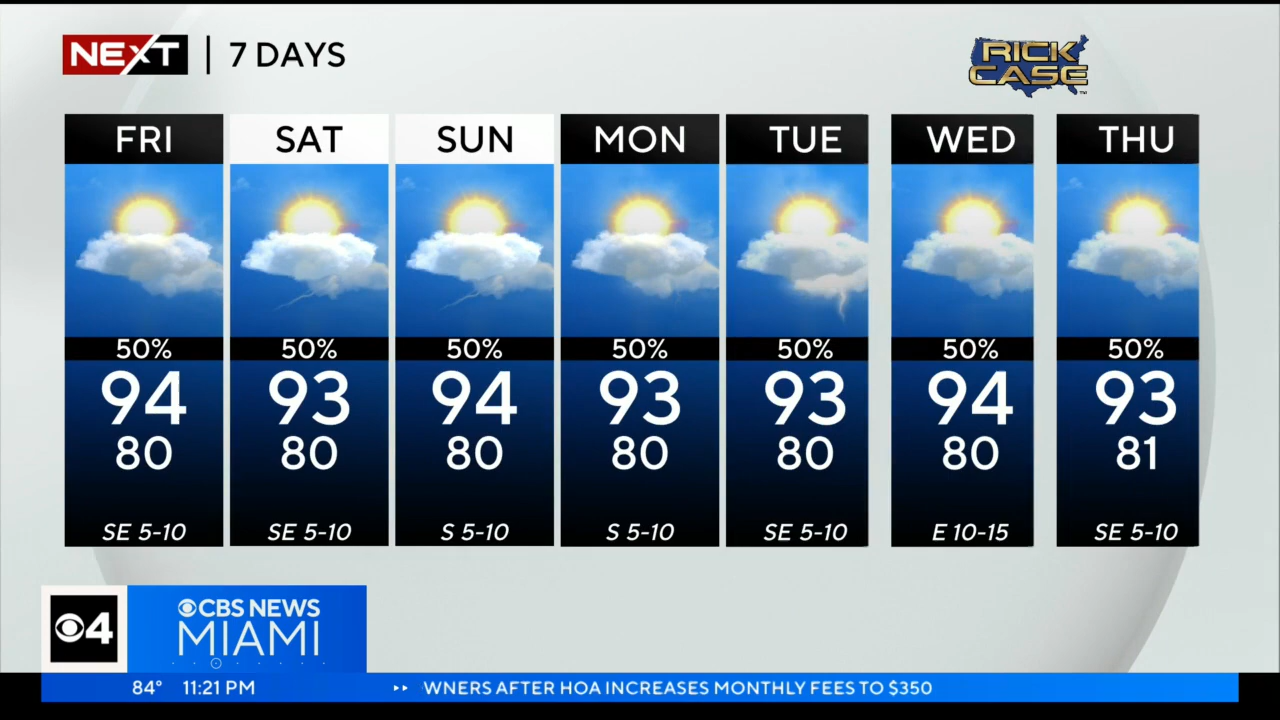 NEXT | 7 DAYS
RICK
CASE
™
FRI SAT SUN MON TUE WED THU
50% 50% 50% 50% 50% 50% 50%
94 93 94 93 93 94 93
80 80 80 80 80 80 81
SE 5-10 SE 5-10 S 5-10 S 5-10 SE 5-10 E 10-15 SE 5-10
4
CBS NEWS
MIAMI
84° 11:21 PM WNERS AFTER HOA INCREASES MONTHLY FEES TO $350